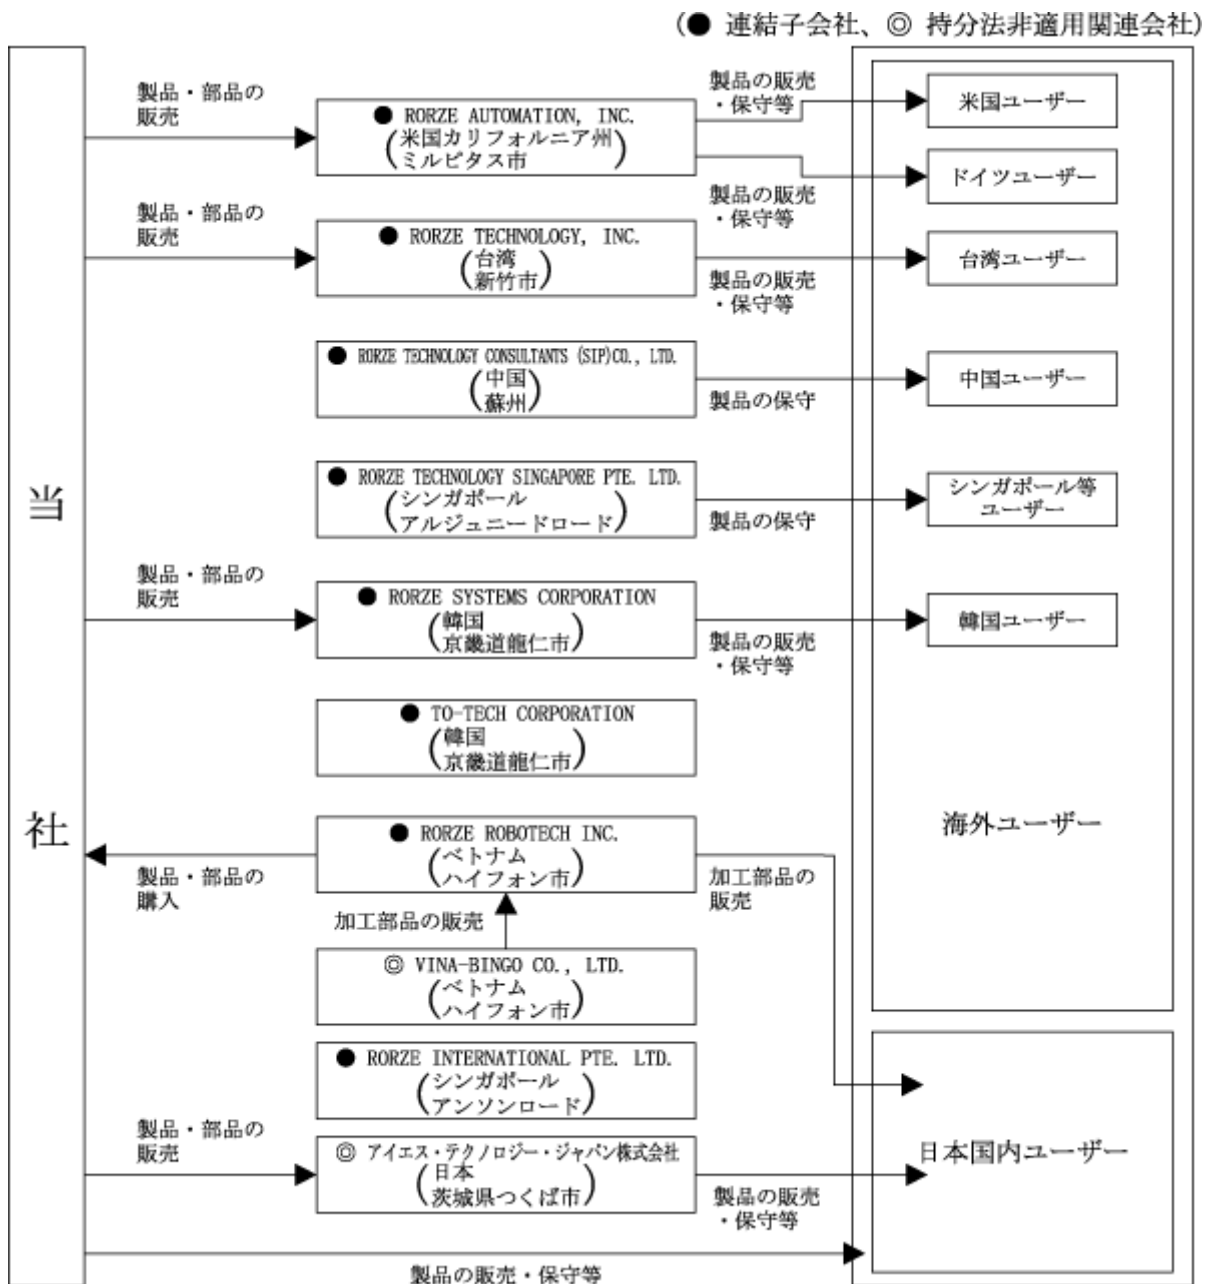 (● 連結子会社、◎ 持分法非適用関連会社)
当
社
製品・部品の
販売
● RORZE AUTOMATION, INC.
(米国カリフォルニア州
ミルピタス市)
製品の販売
・保守等
米国ユーザー
製品の販売
・保守等
ドイツユーザー
製品・部品の
販売
● RORZE TECHNOLOGY, INC.
(台湾
新竹市)
製品の販売
・保守等
台湾ユーザー
● RORZE TECHNOLOGY CONSULTANTS (SIP)CO., LTD.
(中国
蘇州)
製品の保守
中国ユーザー
● RORZE TECHNOLOGY SINGAPORE PTE. LTD.
(シンガポール
アルジュニードロード)
製品の保守
シンガポール等
ユーザー
製品・部品の
販売
● RORZE SYSTEMS CORPORATION
(韓国
京畿道龍仁市)
製品の販売
・保守等
韓国ユーザー
● TO-TECH CORPORATION
(韓国
京畿道龍仁市)
海外ユーザー
● RORZE ROBOTECH INC.
(ベトナム
ハイフォン市)
製品・部品の
購入
加工部品の
販売
加工部品の販売
◎ VINA-BINGO CO., LTD.
(ベトナム
ハイフォン市)
● RORZE INTERNATIONAL PTE. LTD.
(シンガポール
アンソンロード)
製品・部品の
販売
◎ アイエス・テクノロジー・ジャパン株式会社
(日本
茨城県つくば市)
製品の販売
・保守等
日本国内ユーザー
製品の販売・保守等